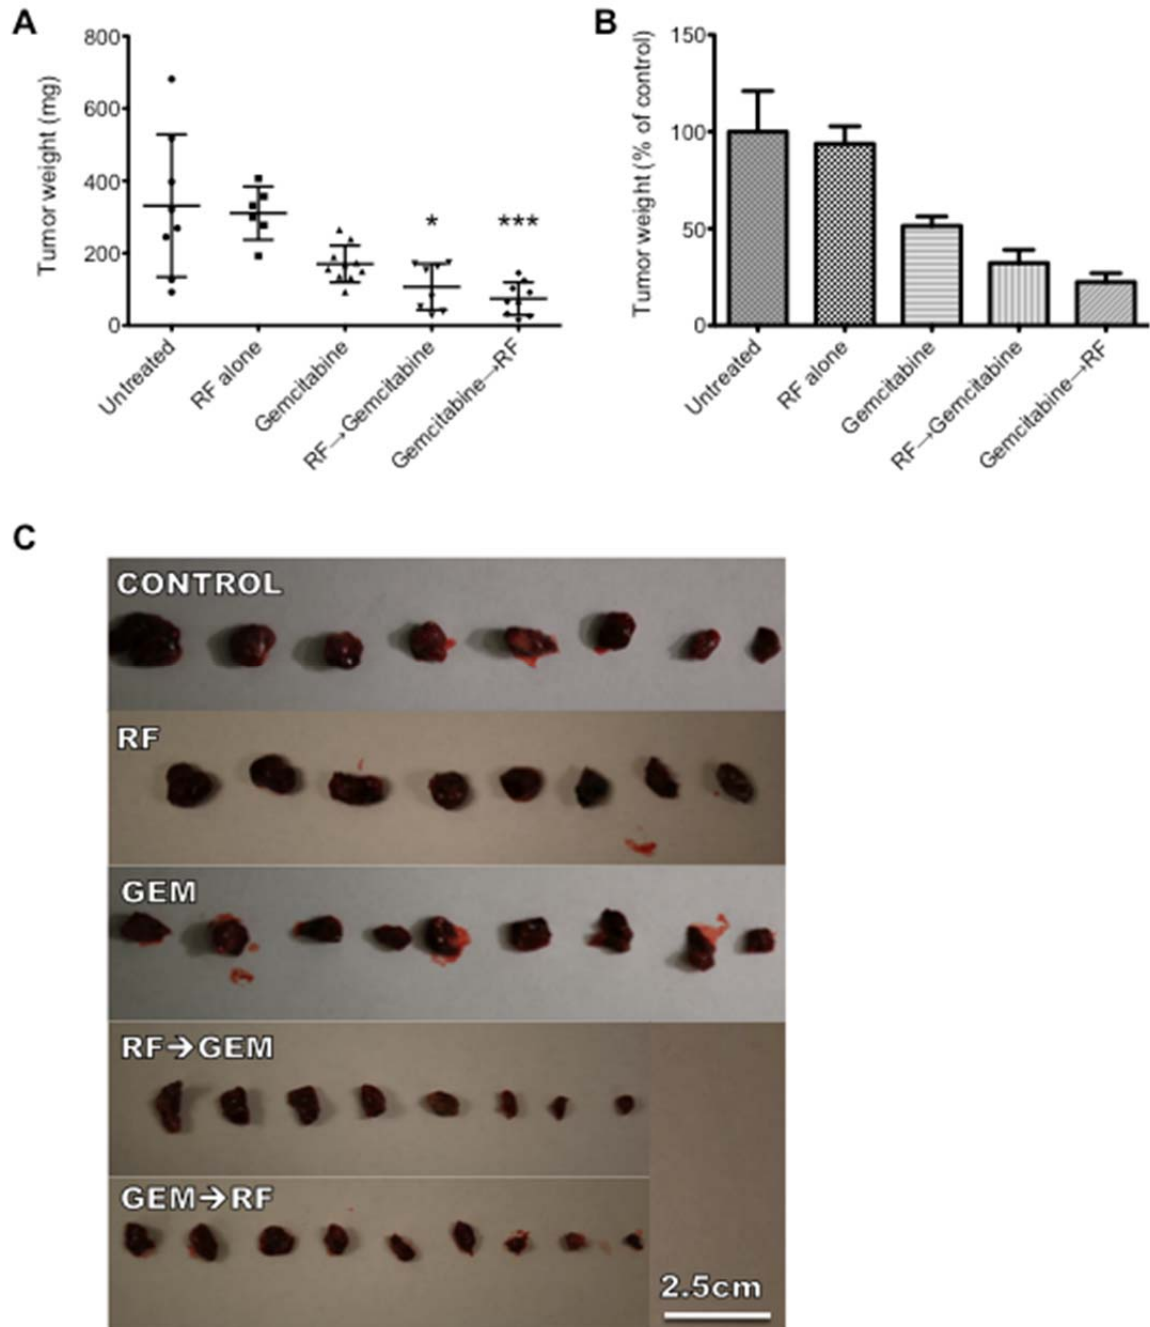 A
Tumor weight (mg)
800
600
400
200
0
* ***
Untreated
RF alone
Gemcitabine
RF→Gemcitabine
Gemcitabine→RF
B
Tumor weight (% of control)
150
100
50
0
Untreated
RF alone
Gemcitabine
RF→Gemcitabine
Gemcitabine→RF
C
CONTROL
RF
GEM
RF→GEM
GEM→RF
2.5cm